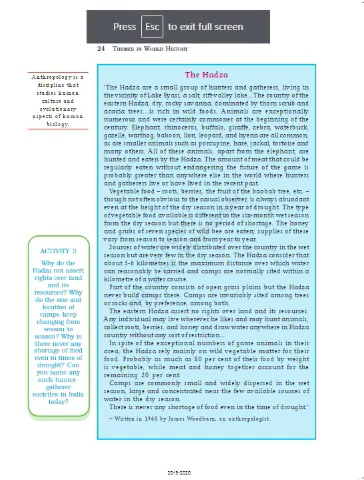 Press Esc to exit full screen
24 THEMES IN WORLD HISTORY
Anthropology is a
discipline that
studies human
culture and
evolutionary
aspects of human
biology.
The Hadza
'The Hadza are a small group of hunters and gatherers, living in
the vicinity of Lake Eyasi, a salt, rift-valley lake... The country of the
eastern Hadza, dry, rocky savanna, dominated by thorn scrub and
acacia trees... is rich in wild foods. Animals are exceptionally
numerous and were certainly commoner at the beginning of the
century. Elephant, rhinoceros, buffalo, giraffe, zebra, waterbuck,
gazelle, warthog, baboon, lion, leopard, and hyena are all common,
as are smaller animals such as porcupine, hare, jackal, tortoise and
many others. All of these animals, apart from the elephant, are
hunted and eaten by the Hadza. The amount of meat that could be
regularly eaten without endangering the future of the game is
probably greater than anywhere else in the world where hunters
and gatherers live or have lived in the recent past.
Vegetable food – roots, berries, the fruit of the baobab tree, etc. –
though not often obvious to the casual observer, is always abundant
even at the height of the dry season in a year of drought. The type
of vegetable food available is different in the six-month wet season
from the dry season but there is no period of shortage. The honey
and grubs of seven species of wild bee are eaten; supplies of these
vary from season to season and from year to year.
Sources of water are widely distributed over the country in the wet
season but are very few in the dry season. The Hadza consider that
about 5-6 kilometres is the maximum distance over which water
can reasonably be carried and camps are normally sited within a
kilometre of a water course.
Part of the country consists of open grass plains but the Hadza
never build camps there. Camps are invariably sited among trees
or rocks and, by preference, among both.
The eastern Hadza assert no rights over land and its resources.
Any individual may live wherever he likes and may hunt animals,
collect roots, berries, and honey and draw water anywhere in Hadza
country without any sort of restriction...
In spite of the exceptional numbers of game animals in their
area, the Hadza rely mainly on wild vegetable matter for their
food. Probably as much as 80 per cent of their food by weight
is vegetable, while meat and honey together account for the
remaining 20 per cent.
Camps are commonly small and widely dispersed in the wet
season, large and concentrated near the few available sources of
water in the dry season.
There is never any shortage of food even in the time of drought.'
– Written in 1960 by James Woodburn, an anthropologist.
ACTIVITY 3
Why do the
Hadza not assert
rights over land
and its
resources? Why
do the size and
location of
camps keep
changing from
season to
season? Why is
there never any
shortage of food
even in times of
drought? Can
you name any
such hunter-
gatherer
societies in India
today?
2019-2020